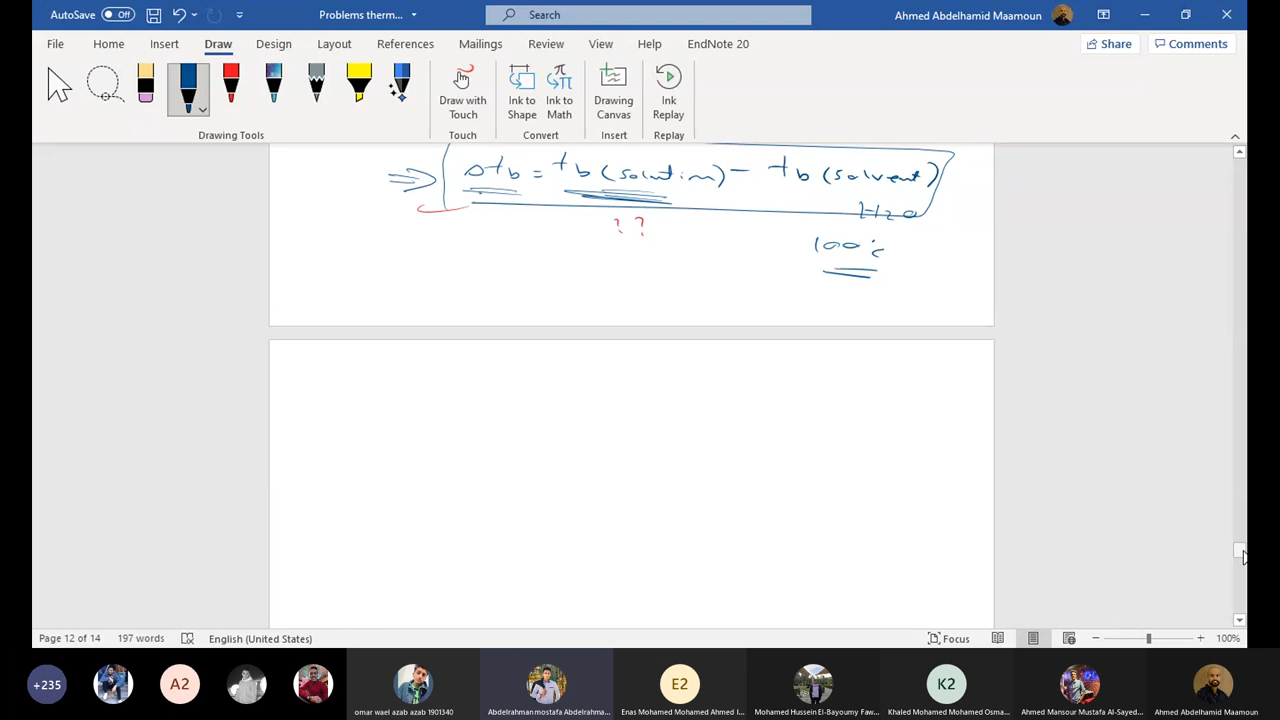 AutoSave Off Problems therm... Search Ahmed Abdelhamid Maamoun
File Home Insert Draw Design Layout References Mailings Review View Help EndNote 20 Share Comments
Draw with Touch
Ink to Shape
Ink to Math
Drawing Canvas
Ink Replay
Drawing Tools Touch Convert Insert Replay
⇒ Δtb = tb (solution) - tb (solvent)
H2O
??
100°C
Page 12 of 14 197 words English (United States) Focus 100%
+235 A2 E2 K2
omar wael azab azab 1901340 Abdelrahman mostafa Abdelrahma... Enas Mohamed Mohamed Ahmed I... Mohamed Hussein El-Bayoumy Faw... Khaled Mohamed Mohamed Osma... Ahmed Mansour Mustafa Al-Sayed... Ahmed Abdelhamid Maamoun